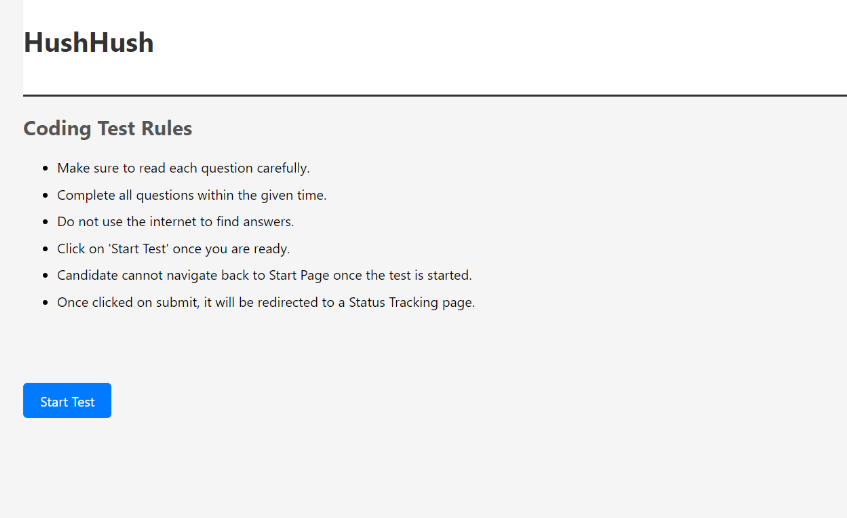 HushHush
Coding Test Rules
Make sure to read each question carefully.
Complete all questions within the given time.
Do not use the internet to find answers.
Click on 'Start Test' once you are ready.
Candidate cannot navigate back to Start Page once the test is started.
Once clicked on submit, it will be redirected to a Status Tracking page.
Start Test